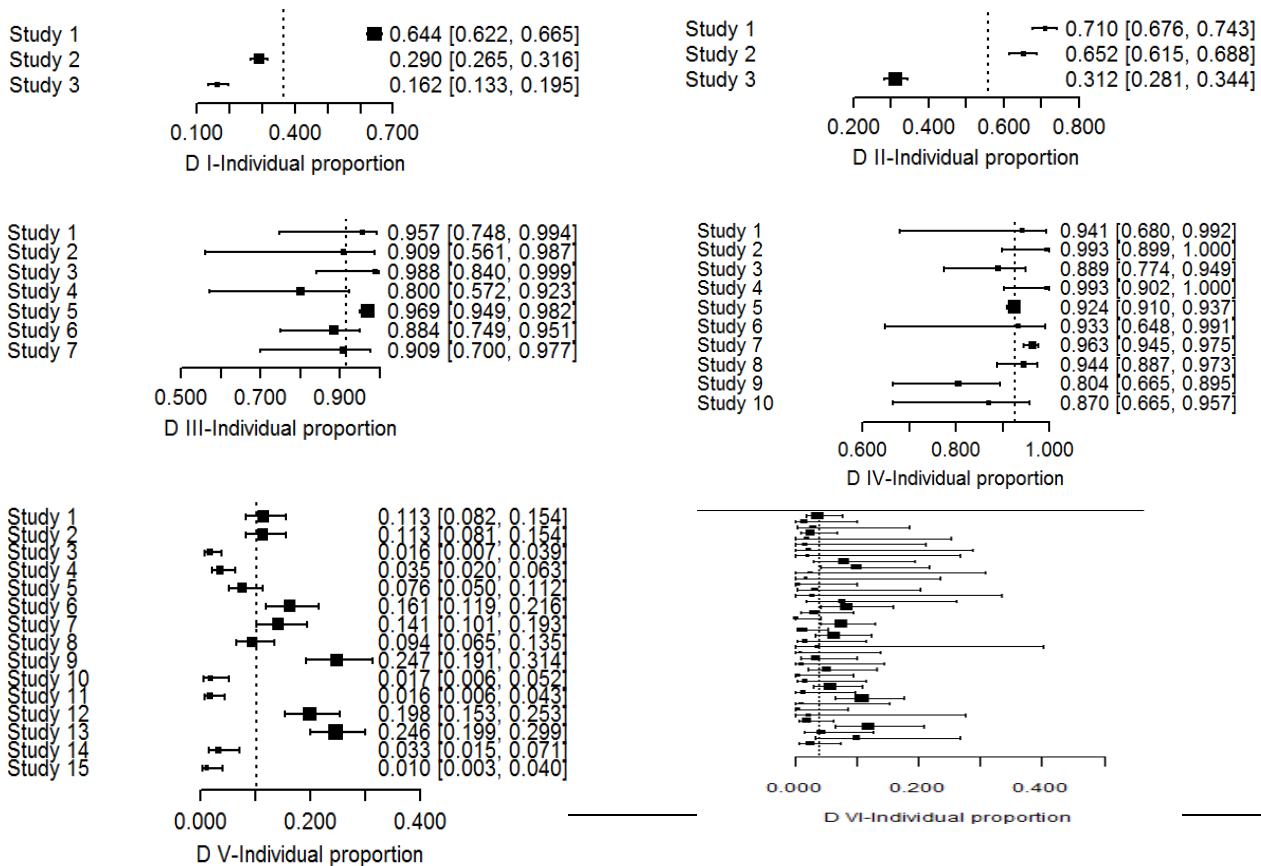 Study 1 0.644 [0.622, 0.665]
Study 2 0.290 [0.265, 0.316]
Study 3 0.162 [0.133, 0.195]
0.100 0.400 0.700
D I-Individual proportion
Study 1 0.710 [0.676, 0.743]
Study 2 0.652 [0.615, 0.688]
Study 3 0.312 [0.281, 0.344]
0.200 0.400 0.600 0.800
D II-Individual proportion
Study 1 0.957 [0.748, 0.994]
Study 2 0.909 [0.561, 0.987]
Study 3 0.988 [0.840, 0.999]
Study 4 0.800 [0.572, 0.923]
Study 5 0.969 [0.949, 0.982]
Study 6 0.884 [0.749, 0.951]
Study 7 0.909 [0.700, 0.977]
0.500 0.700 0.900
D III-Individual proportion
Study 1 0.941 [0.680, 0.992]
Study 2 0.993 [0.899, 1.000]
Study 3 0.889 [0.774, 0.949]
Study 4 0.993 [0.902, 1.000]
Study 5 0.924 [0.910, 0.937]
Study 6 0.933 [0.648, 0.991]
Study 7 0.963 [0.945, 0.975]
Study 8 0.944 [0.887, 0.973]
Study 9 0.804 [0.665, 0.895]
Study 10 0.870 [0.665, 0.957]
0.600 0.800 1.000
D IV-Individual proportion
Study 1 0.113 [0.082, 0.154]
Study 2 0.113 [0.081, 0.154]
Study 3 0.016 [0.007, 0.039]
Study 4 0.035 [0.020, 0.063]
Study 5 0.076 [0.050, 0.112]
Study 6 0.161 [0.119, 0.216]
Study 7 0.141 [0.101, 0.193]
Study 8 0.094 [0.065, 0.135]
Study 9 0.247 [0.191, 0.314]
Study 10 0.017 [0.006, 0.052]
Study 11 0.016 [0.006, 0.043]
Study 12 0.198 [0.153, 0.253]
Study 13 0.246 [0.199, 0.299]
Study 14 0.033 [0.015, 0.071]
Study 15 0.010 [0.003, 0.040]
0.000 0.200 0.400
D V-Individual proportion
0.000 0.200 0.400
D VI-Individual proportion